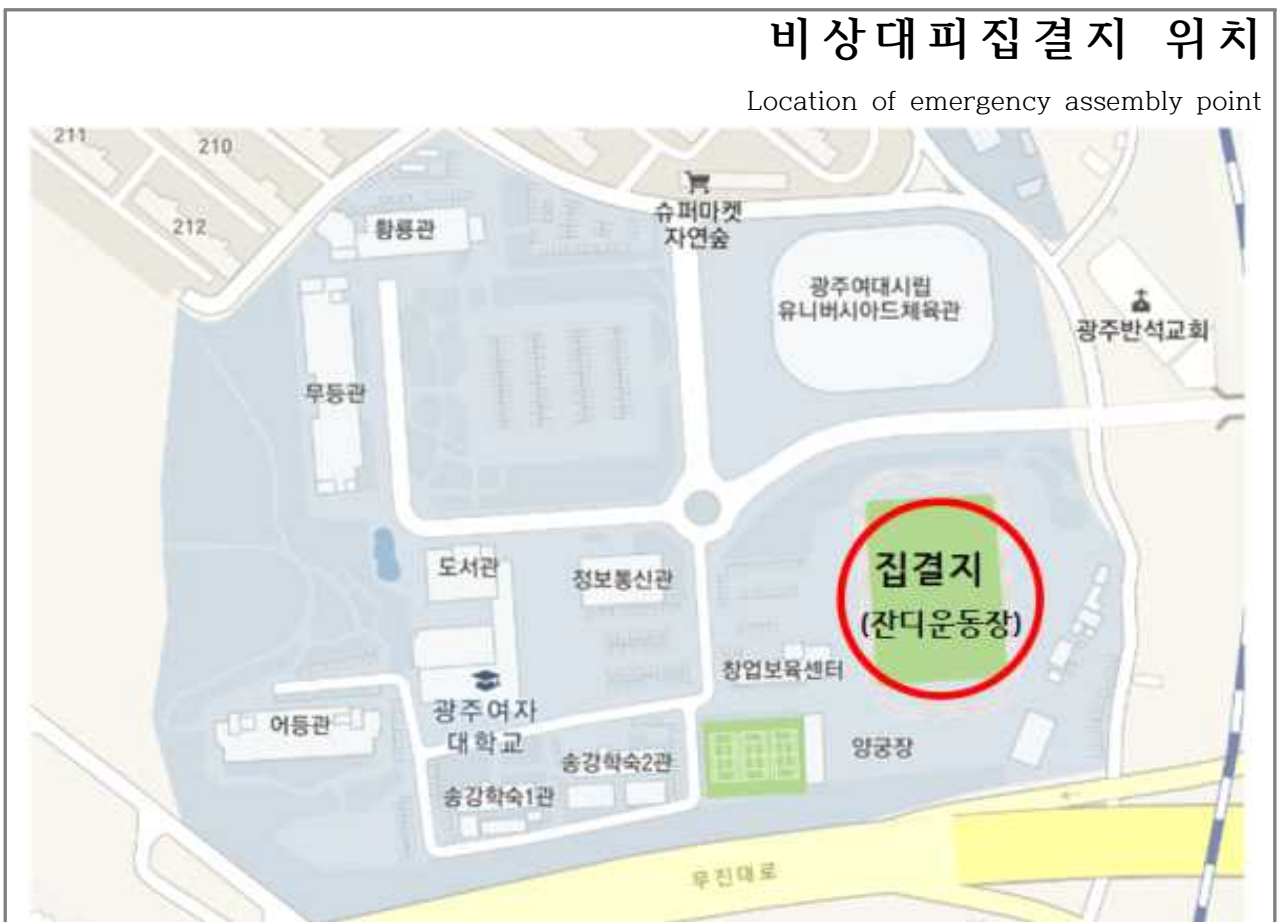 비상대피집결지 위치
Location of emergency assembly point
211
210
212
황룡관
슈퍼마켓
자연숲
광주여대시립
유니버시아드체육관
광주반석교회
무등관
도서관
정보통신관
집결지
(잔디운동장)
창업보육센터
어등관
광주여자
대학교
송강학숙2관
양궁장
송강학숙1관
무진대로